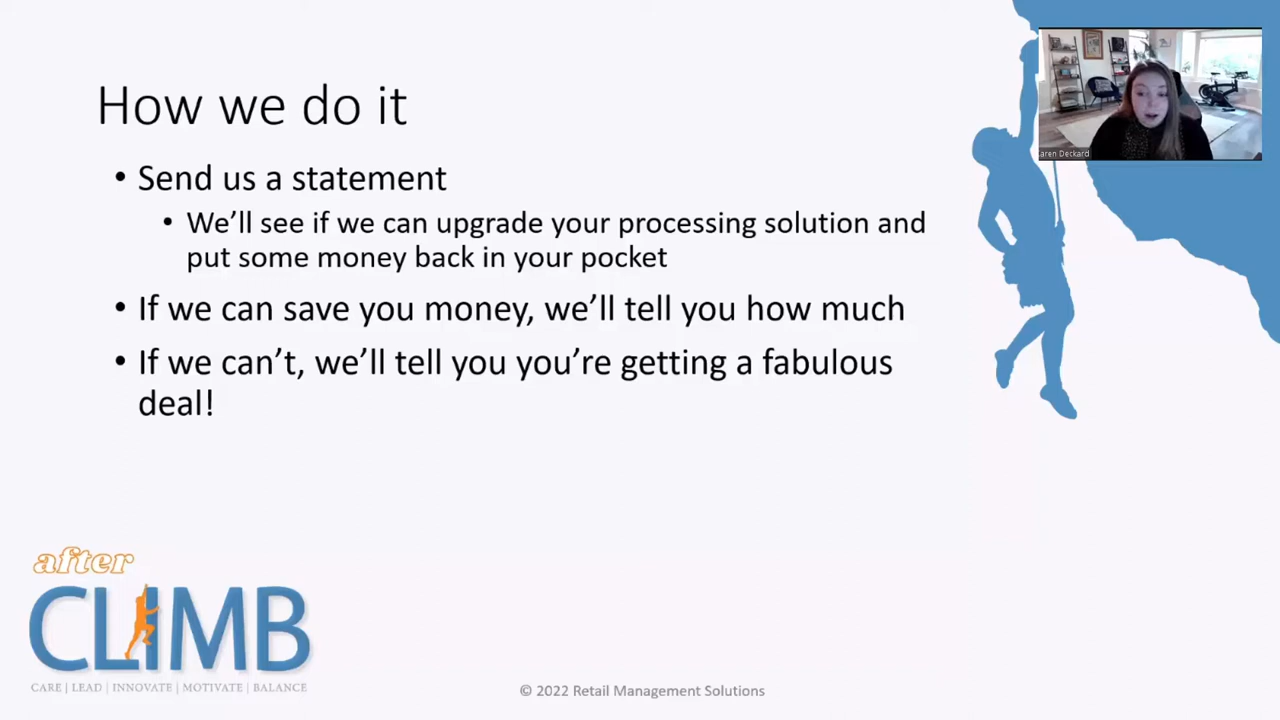 How we do it
• Send us a statement
• We’ll see if we can upgrade your processing solution and
put some money back in your pocket
• If we can save you money, we’ll tell you how much
• If we can’t, we’ll tell you you’re getting a fabulous
deal!
aren Deckard
after
CLIMB
CARE | LEAD | INNOVATE | MOTIVATE | BALANCE
© 2022 Retail Management Solutions